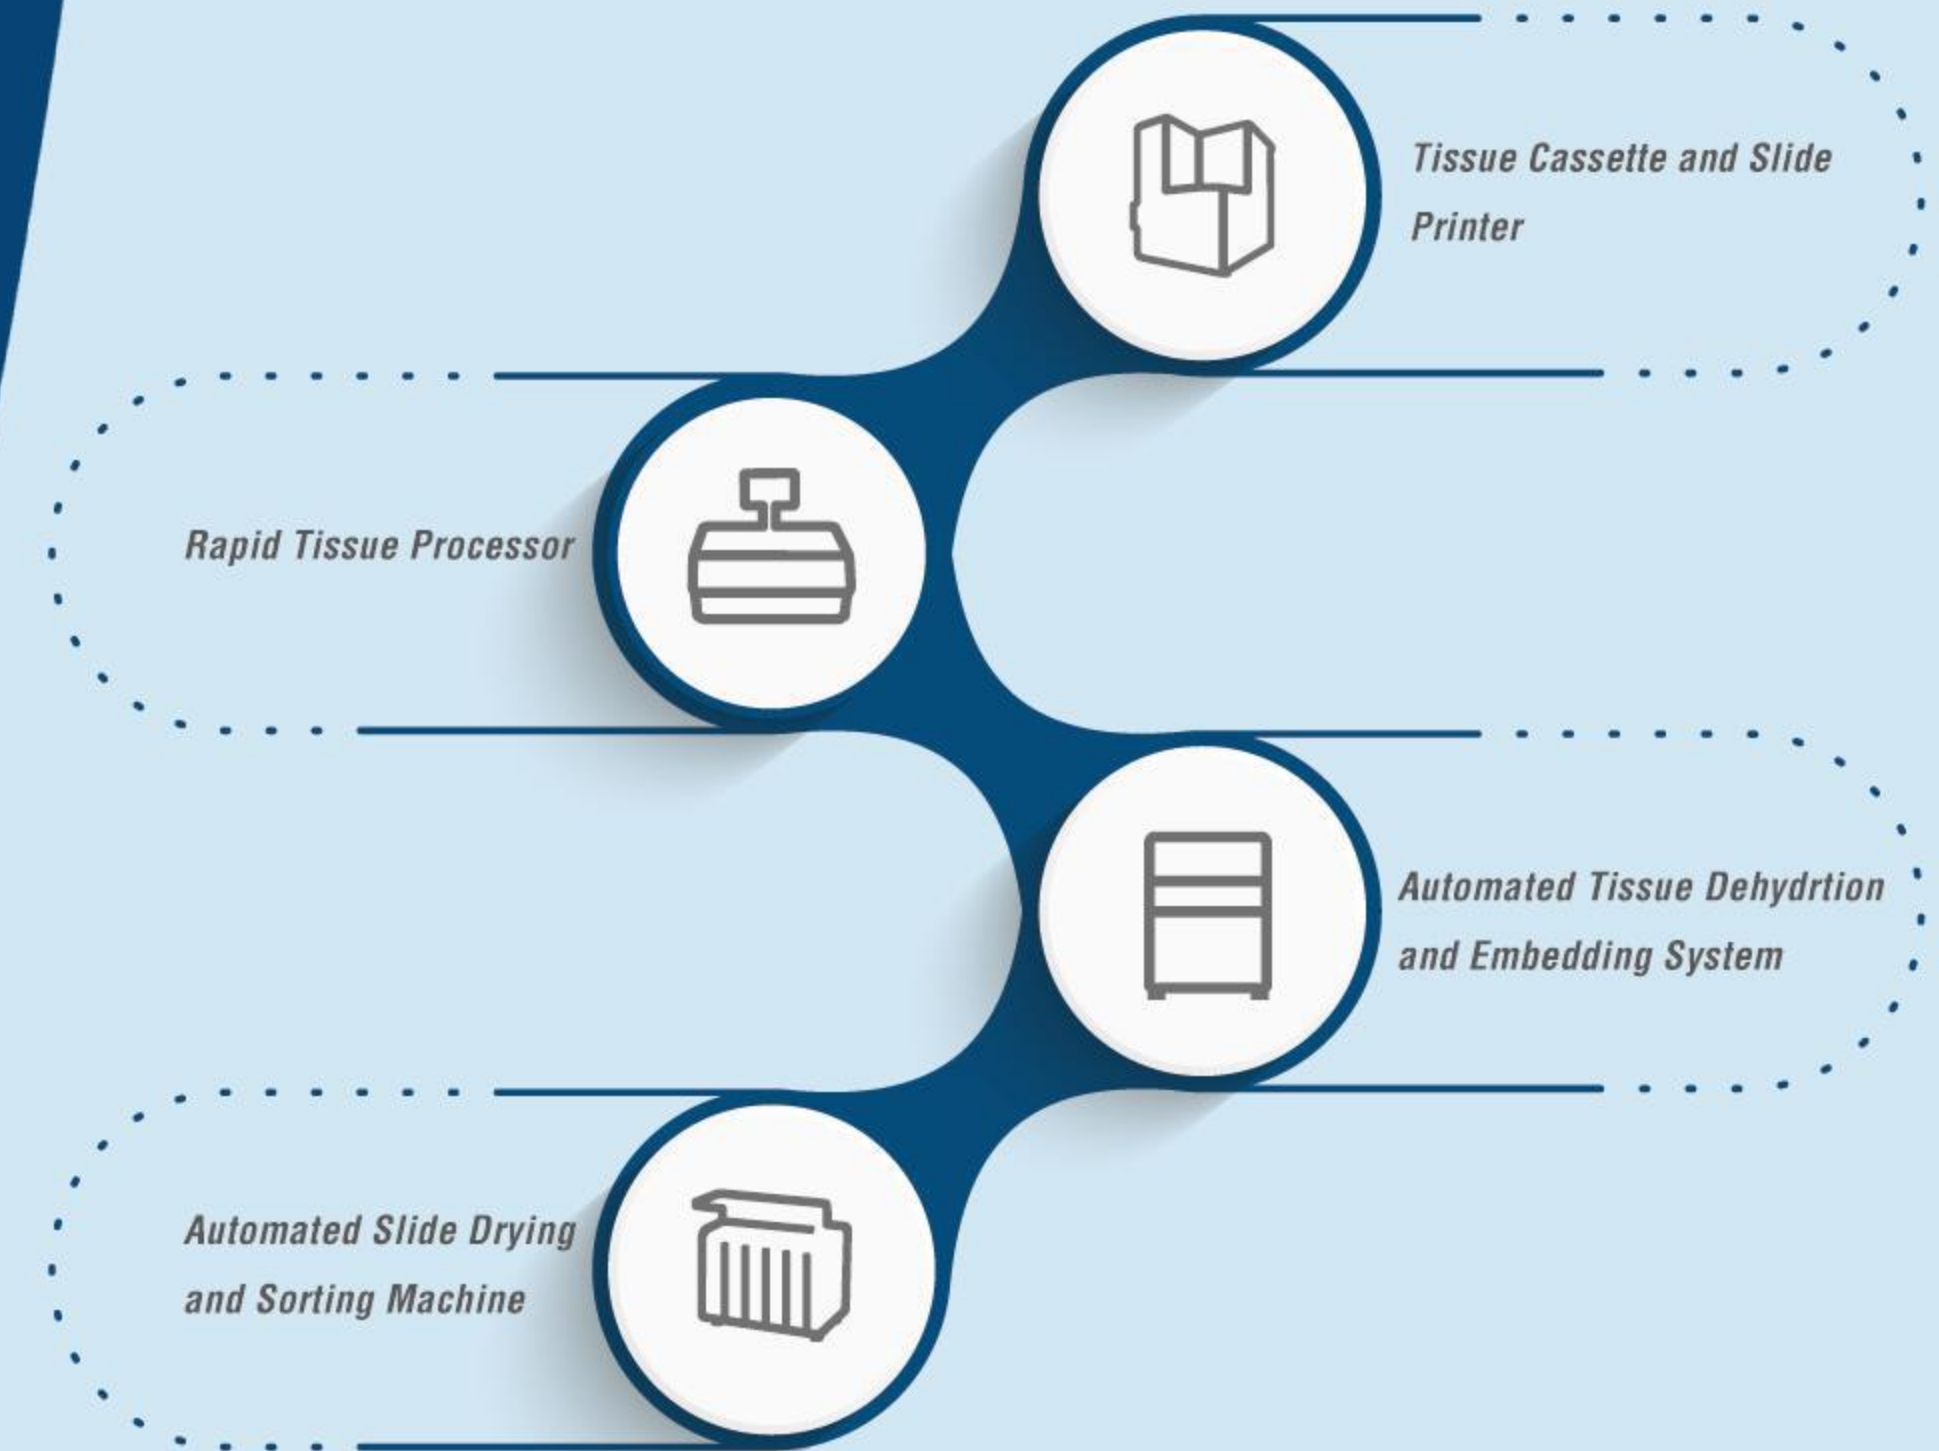 Tissue Cassette and Slide
Printer
Rapid Tissue Processor
Automated Tissue Dehydrtion
and Embedding System
Automated Slide Drying
and Sorting Machine